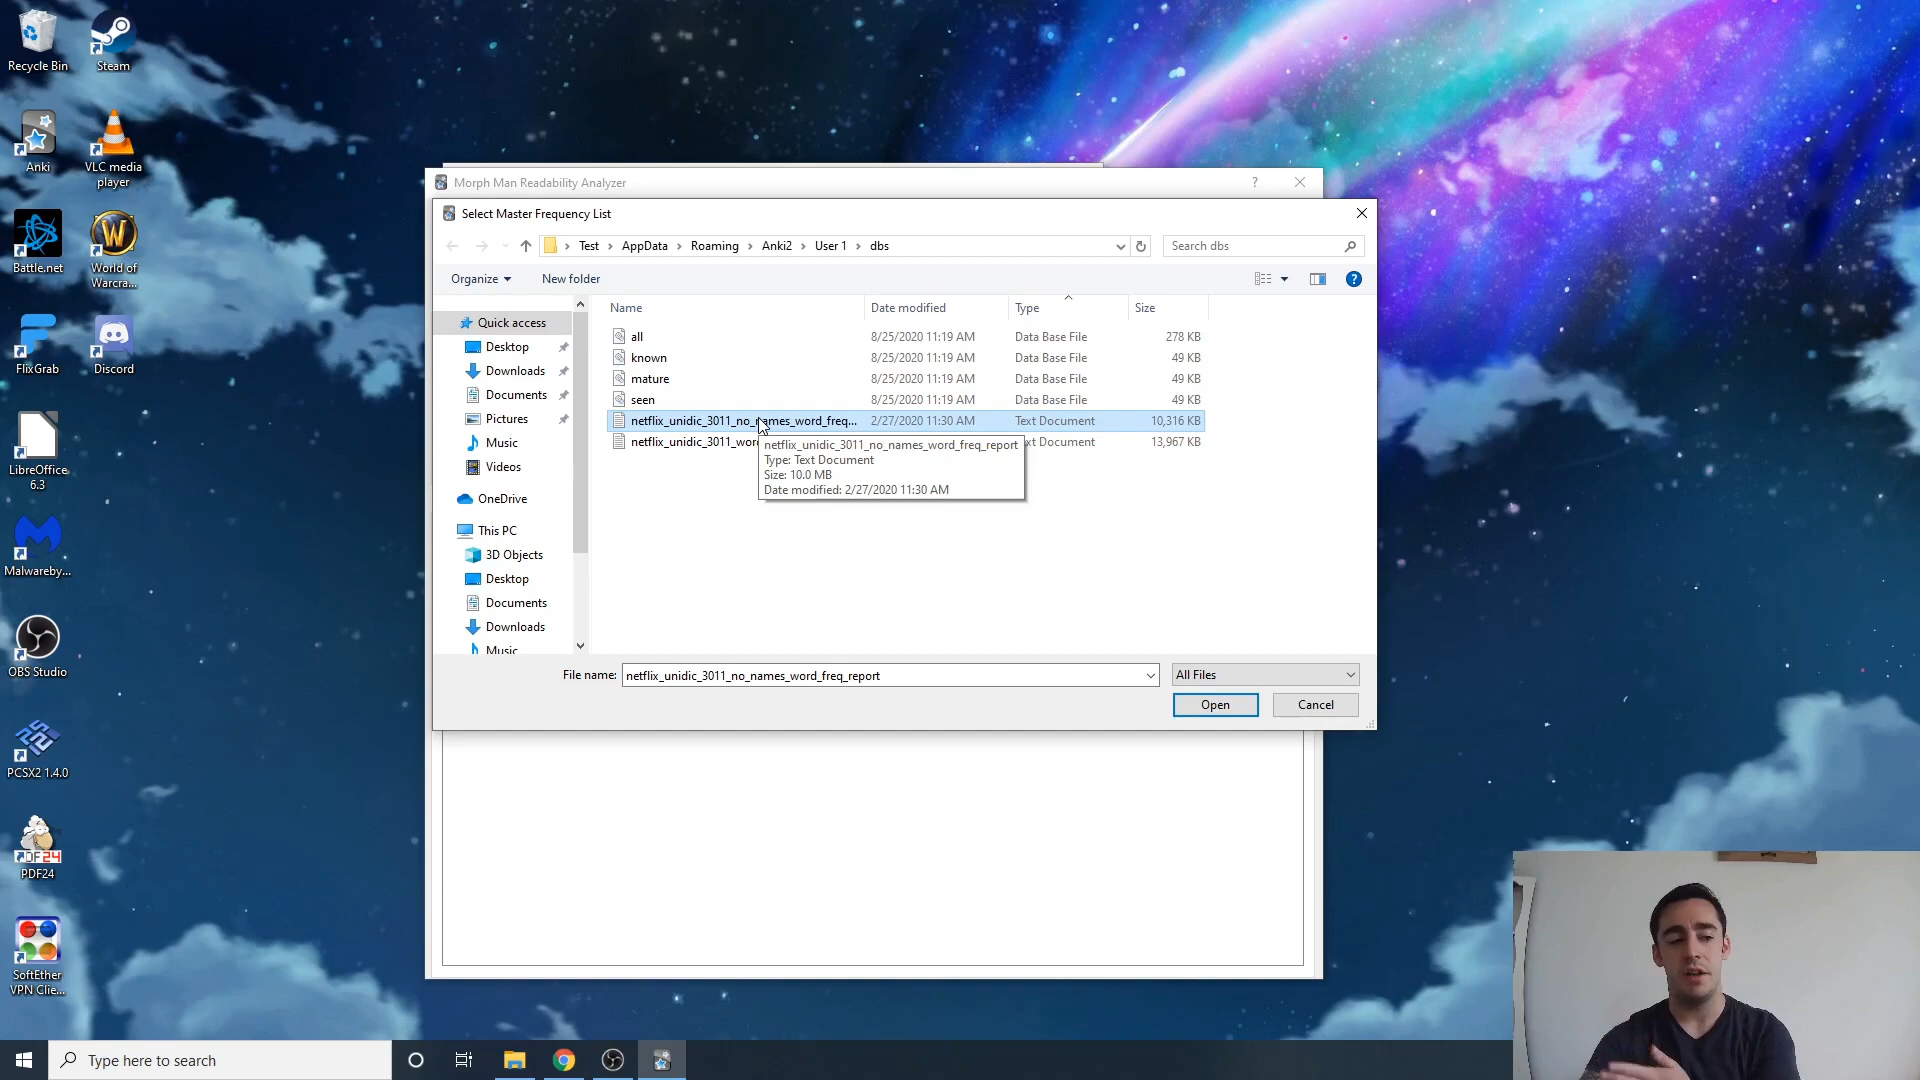 Recycle Bin
Steam
Anki
VLC media
player
Battle.net
World of
Warcra...
FlixGrab
Discord
LibreOffice
6.3
Malwareby...
OBS Studio
PCSX2 1.4.0
PDF24
SoftEther
VPN Clie...
Morph Man Readability Analyzer
?
Select Master Frequency List
Test > AppData > Roaming > Anki2 > User 1 > dbs
Search dbs
Organize
New folder
Name Date modified Type Size
Quick access
Desktop
Downloads
Documents
Pictures
Music
Videos
OneDrive
This PC
3D Objects
Desktop
Documents
Downloads
Music
all 8/25/2020 11:19 AM Data Base File 278 KB
known 8/25/2020 11:19 AM Data Base File 49 KB
mature 8/25/2020 11:19 AM Data Base File 49 KB
seen 8/25/2020 11:19 AM Data Base File 49 KB
netflix_unidic_3011_no_names_word_freq... 2/27/2020 11:30 AM Text Document 10,316 KB
netflix_unidic_3011_wor xt Document 13,967 KB
netflix_unidic_3011_no_names_word_freq_report
Type: Text Document
Size: 10.0 MB
Date modified: 2/27/2020 11:30 AM
File name: netflix_unidic_3011_no_names_word_freq_report
All Files
Open
Cancel
Type here to search